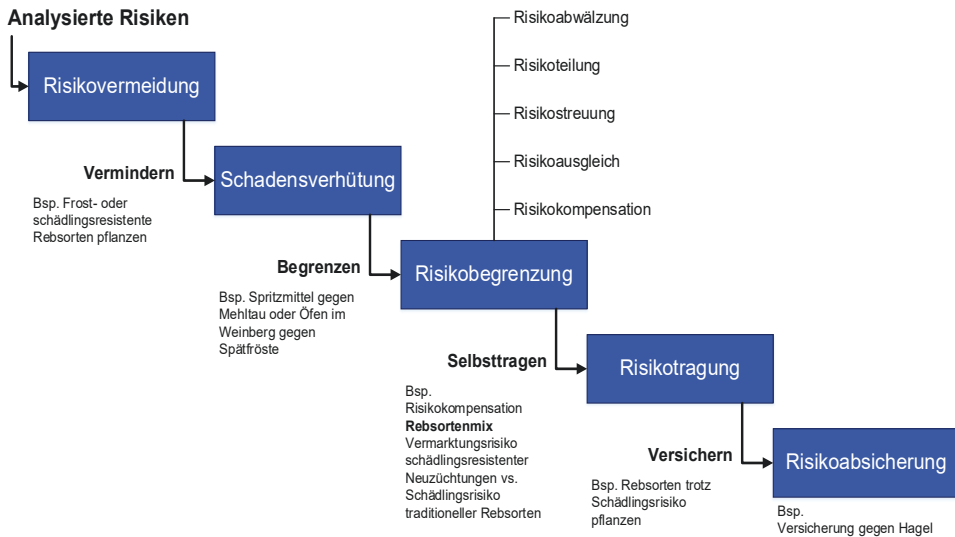 Analysierte Risiken
Risikovermeidung
Vermindern
Bsp. Frost- oder
schädlingsresistente
Rebsorten pflanzen
Schadensverhütung
Begrenzen
Bsp. Spritzmittel gegen
Mehltau oder Öfen im
Weinberg gegen
Spätfröste
Risikoabwälzung
Risikoteilung
Risikostreuung
Risikoausgleich
Risikokompensation
Risikobegrenzung
Selbsttragen
Bsp.
Risikokompensation
Rebsortenmix
Vermarktungsrisiko
schädlingsresistenter
Neuzüchtungen vs.
Schädlingsrisiko
traditioneller Rebsorten
Risikotragung
Versichern
Bsp. Rebsorten trotz
Schädlingsrisiko
pflanzen
Risikoabsicherung
Bsp.
Versicherung gegen Hagel